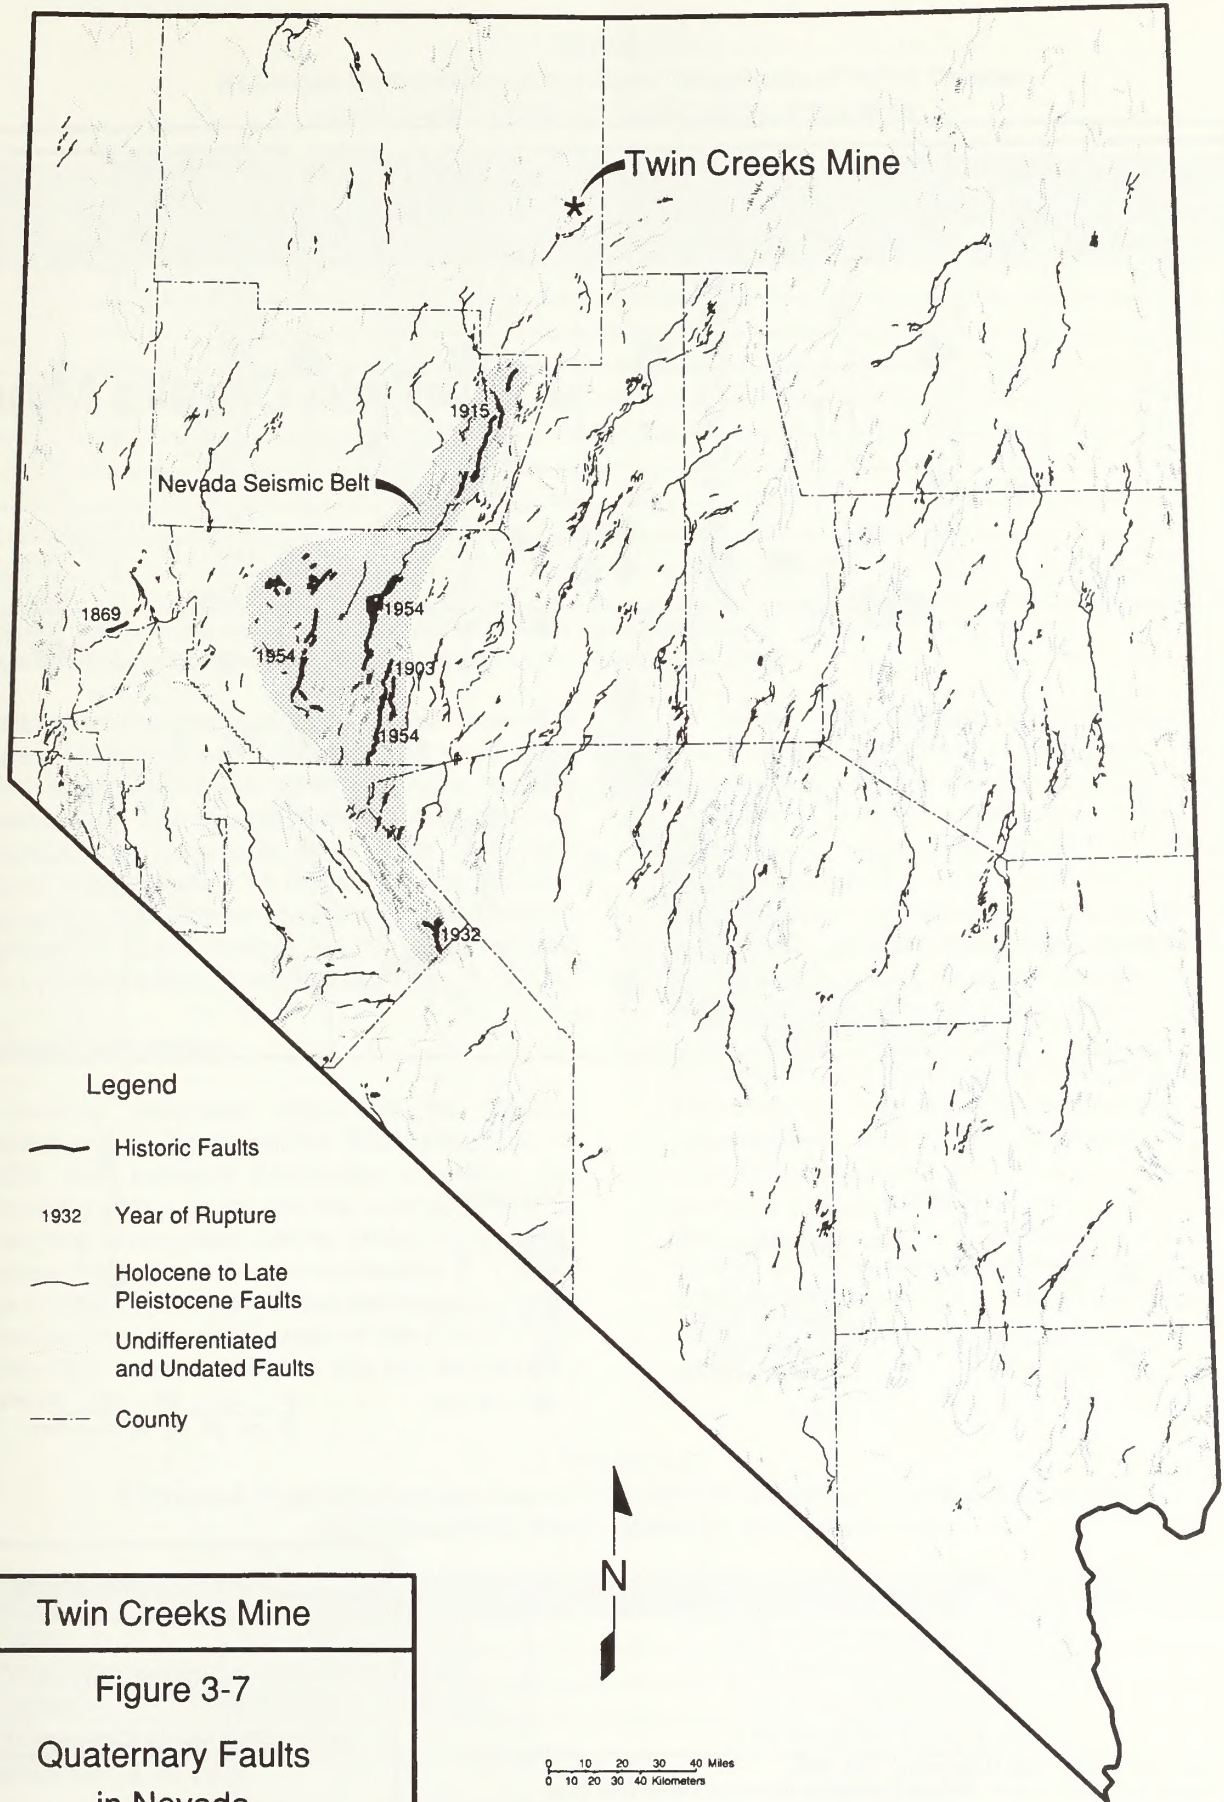 Twin Creeks Mine
1915
Nevada Seismic Belt
1954
1869
1954
1903
1954
1932
Legend
Historic Faults
1932 Year of Rupture
Holocene to Late
Pleistocene Faults
Undifferentiated
and Undated Faults
County
N
Twin Creeks Mine
Figure 3-7
Quaternary Faults
in Nevada
0 10 20 30 40 Miles
0 10 20 30 40 Kilometers